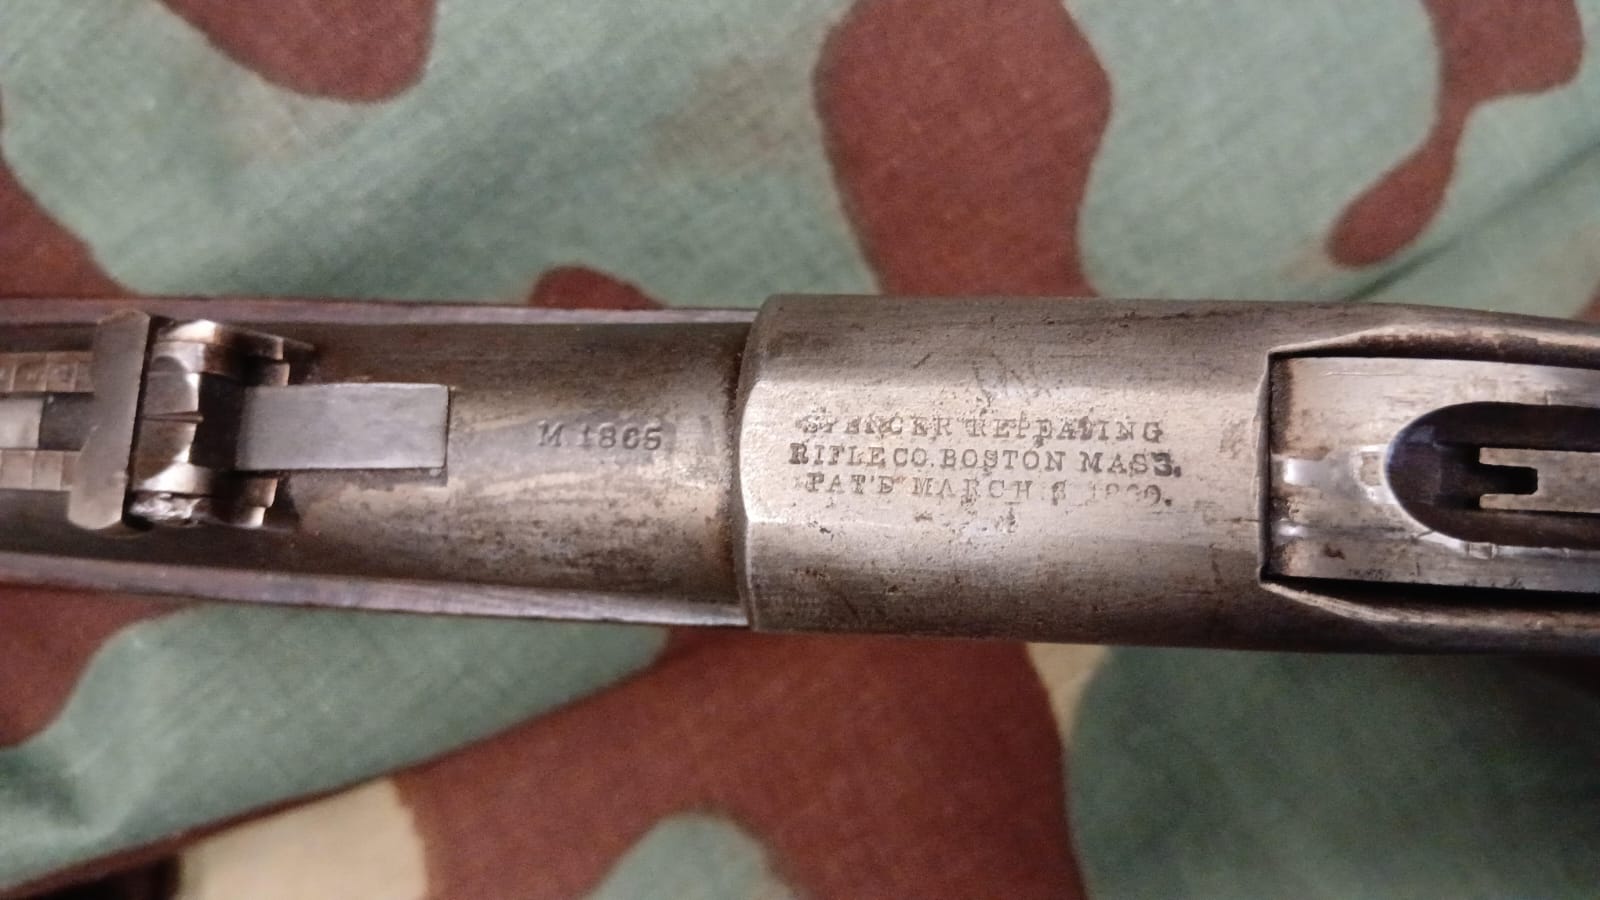 M 1865
SPENCER REPEATING
RIFLE CO. BOSTON MASS.
PAT'D MARCH 6, 1860.